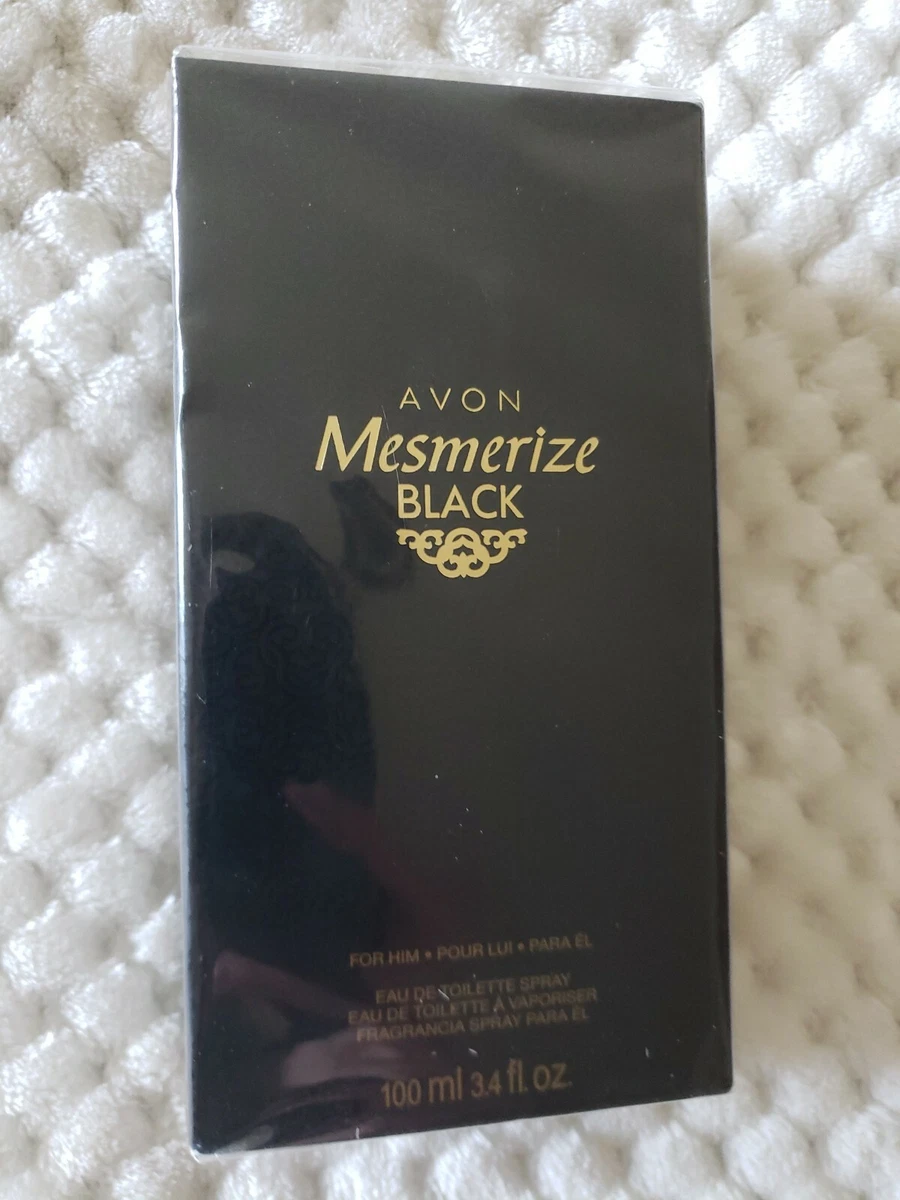 AVON
Mesmerize
BLACK
FOR HIM • POUR LUI • PARA ÉL
EAU DE TOILETTE SPRAY
EAU DE TOILETTE À VAPORISER
FRAGRANCIA SPRAY PARA ÉL
100 ml 3.4 fl. oz.